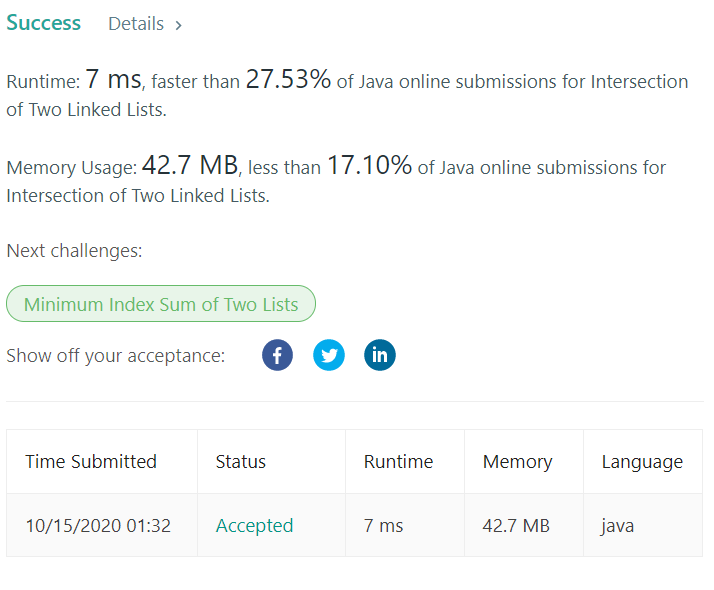 Success Details >
Runtime: 7 ms, faster than 27.53% of Java online submissions for Intersection
of Two Linked Lists.
Memory Usage: 42.7 MB, less than 17.10% of Java online submissions for
Intersection of Two Linked Lists.
Next challenges:
Minimum Index Sum of Two Lists
Show off your acceptance: f in
Time Submitted Status Runtime Memory Language
10/15/2020 01:32 Accepted 7 ms 42.7 MB java